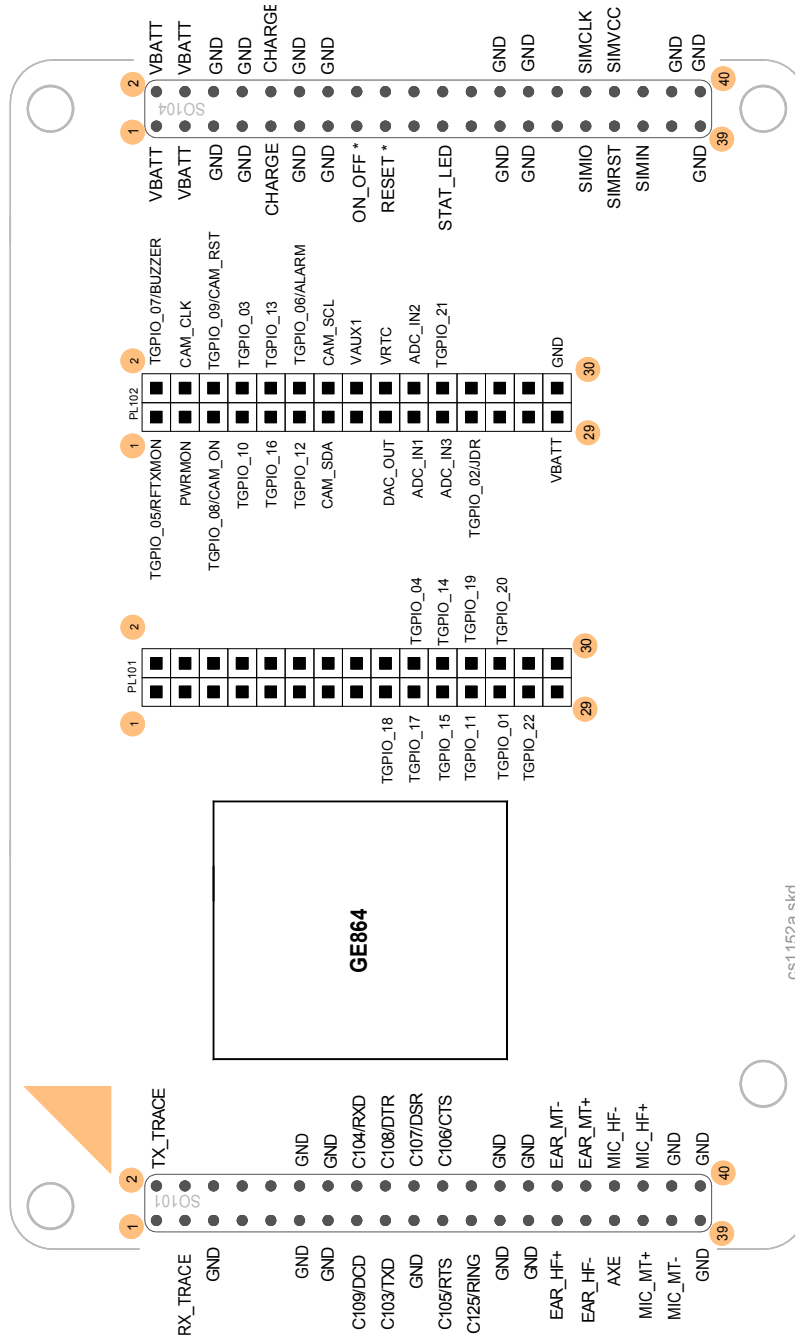 VBATT
VBATT
GND
GND
CHARGE
GND
GND
GND
GND
SIMCLK
SIMVCC
GND
GND
2
40
SO104
1
39
VBATT
VBATT
GND
GND
CHARGE
GND
GND
ON_OFF *
RESET *
STAT_LED
GND
GND
SIMIO
SIMRST
SIMIN
GND
TGPIO_07/BUZZER
CAM_CLK
TGPIO_09/CAM_RST
TGPIO_03
TGPIO_13
TGPIO_06/ALARM
CAM_SCL
VAUX1
VRTC
ADC_IN2
TGPIO_21
GND
2
30
PL102
1
29
TGPIO_05/RFTXMON
PWRMON
TGPIO_08/CAM_ON
TGPIO_10
TGPIO_16
TGPIO_12
CAM_SDA
DAC_OUT
ADC_IN1
ADC_IN3
TGPIO_02/JDR
VBATT
TGPIO_04
TGPIO_14
TGPIO_19
TGPIO_20
2
30
PL101
1
29
TGPIO_18
TGPIO_17
TGPIO_15
TGPIO_11
TGPIO_01
TGPIO_22
GE864
cs1152a.skd
TX_TRACE
GND
GND
C104/RXD
C108/DTR
C107/DSR
C106/CTS
GND
GND
EAR_MT-
EAR_MT+
MIC_HF-
MIC_HF+
GND
GND
2
40
SO101
1
39
RX_TRACE
GND
GND
GND
C109/DCD
C103/TXD
GND
C105/RTS
C125/RING
GND
GND
EAR_HF+
EAR_HF-
AXE
MIC_MT+
MIC_MT-
GND